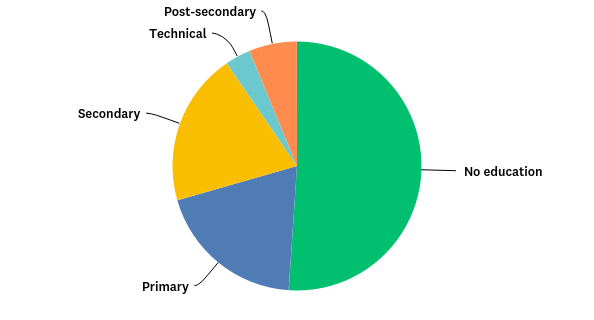 Post-secondary
Technical
Secondary
No education
Primary